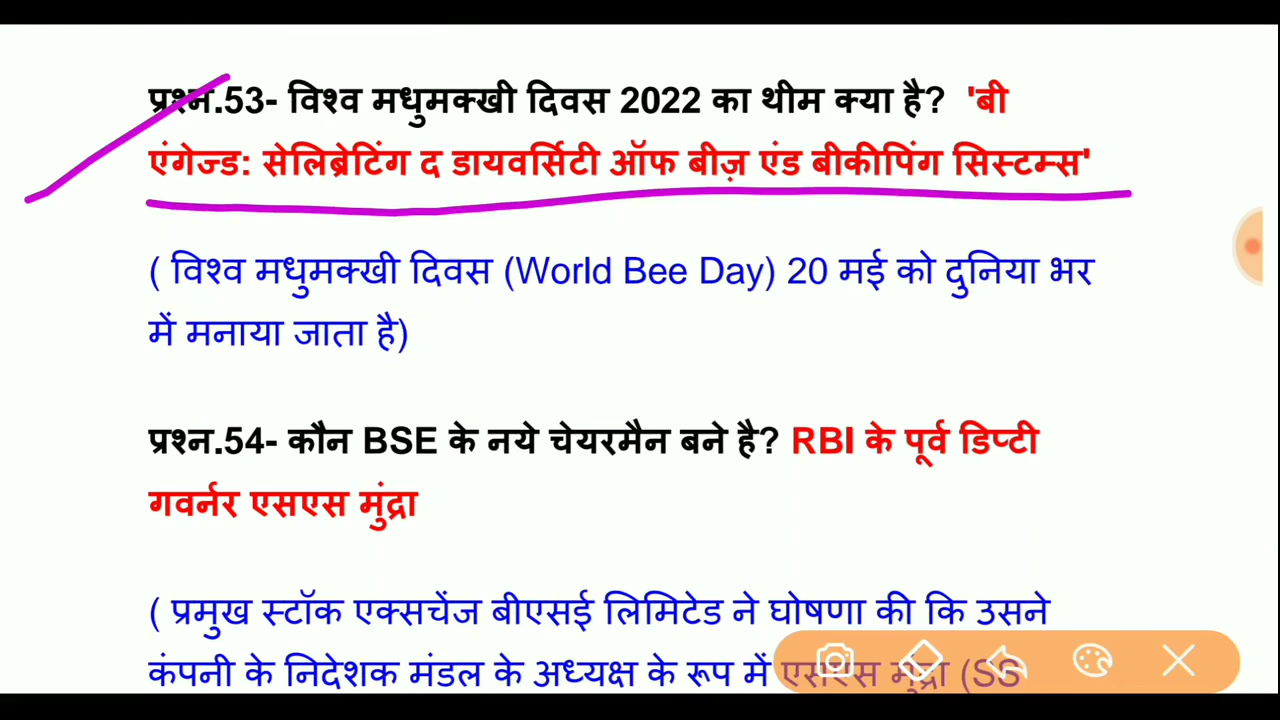 प्रश्न.53- विश्व मधुमक्खी दिवस 2022 का थीम क्या है? 'बी
एंगेज्ड: सेलिब्रेटिंग द डायवर्सिटी ऑफ बीज़ एंड बीकीपिंग सिस्टम्स'
( विश्व मधुमक्खी दिवस (World Bee Day) 20 मई को दुनिया भर
में मनाया जाता है)
प्रश्न.54- कौन BSE के नये चेयरमैन बने है? RBI के पूर्व डिप्टी
गवर्नर एसएस मुंद्रा
( प्रमुख स्टॉक एक्सचेंज बीएसई लिमिटेड ने घोषणा की कि उसने
कंपनी के निदेशक मंडल के अध्यक्ष के रूप में एसएस मुंद्रा (SS